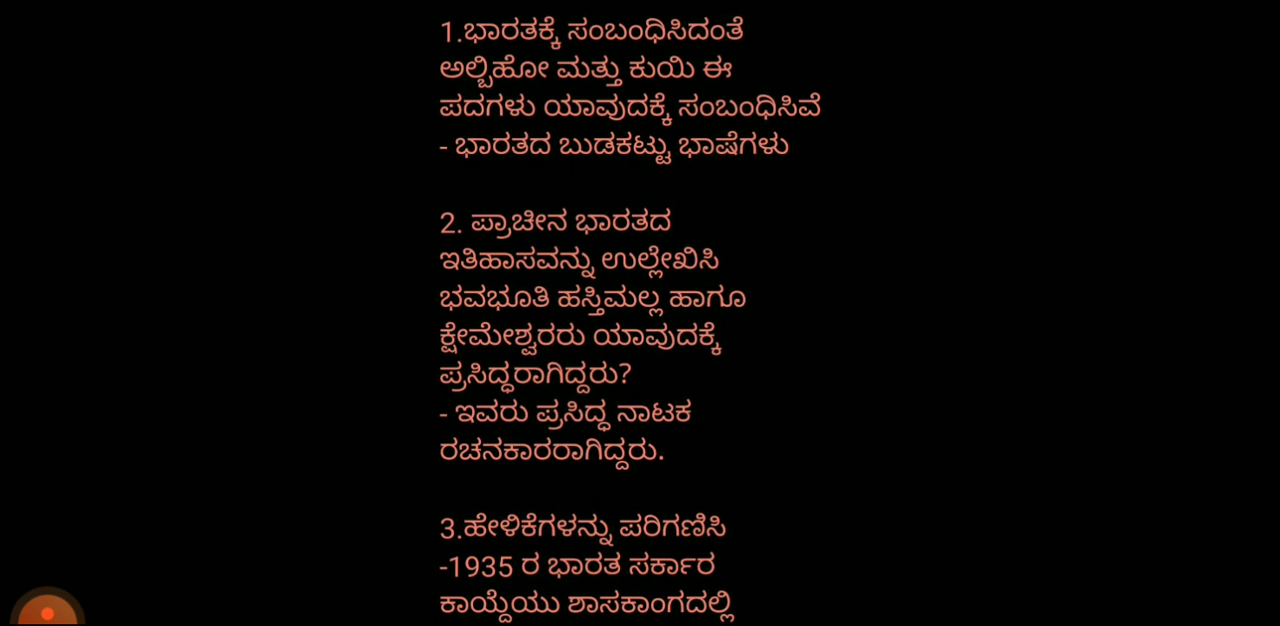 1.ಭಾರತಕ್ಕೆ ಸಂಬಂಧಿಸಿದಂತೆ
ಅಲ್ಬಿಹೋ ಮತ್ತು ಕುಯಿ ಈ
ಪದಗಳು ಯಾವುದಕ್ಕೆ ಸಂಬಂಧಿಸಿವೆ
- ಭಾರತದ ಬುಡಕಟ್ಟು ಭಾಷೆಗಳು
2. ಪ್ರಾಚೀನ ಭಾರತದ
ಇತಿಹಾಸವನ್ನು ಉಲ್ಲೇಖಿಸಿ
ಭವಭೂತಿ ಹಸ್ತಿಮಲ್ಲ ಹಾಗೂ
ಕ್ಷೇಮೇಶ್ವರರು ಯಾವುದಕ್ಕೆ
ಪ್ರಸಿದ್ಧರಾಗಿದ್ದರು?
- ಇವರು ಪ್ರಸಿದ್ಧ ನಾಟಕ
ರಚನಕಾರರಾಗಿದ್ದರು.
3.ಹೇಳಿಕೆಗಳನ್ನು ಪರಿಗಣಿಸಿ
-1935 ರ ಭಾರತ ಸರ್ಕಾರ
ಕಾಯ್ದೆಯು ಶಾಸಕಾಂಗದಲ್ಲಿ